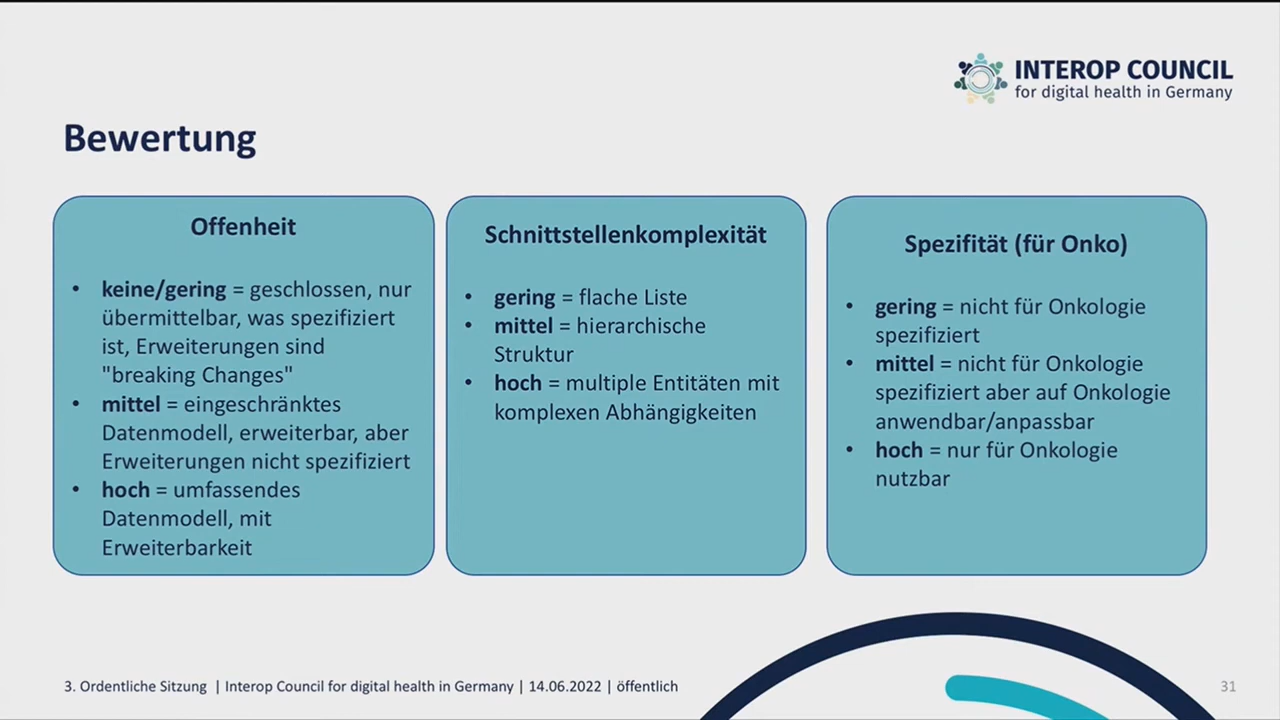 INTEROP COUNCIL
for digital health in Germany
Bewertung
Offenheit
• keine/gering = geschlossen, nur
übermittelbar, was spezifiziert
ist, Erweiterungen sind
"breaking Changes"
• mittel = eingeschränktes
Datenmodell, erweiterbar, aber
Erweiterungen nicht spezifiziert
• hoch = umfassendes
Datenmodell, mit
Erweiterbarkeit
Schnittstellenkomplexität
• gering = flache Liste
• mittel = hierarchische
Struktur
• hoch = multiple Entitäten mit
komplexen Abhängigkeiten
Spezifität (für Onko)
• gering = nicht für Onkologie
spezifiziert
• mittel = nicht für Onkologie
spezifiziert aber auf Onkologie
anwendbar/anpassbar
• hoch = nur für Onkologie
nutzbar
3. Ordentliche Sitzung | Interop Council for digital health in Germany | 14.06.2022 | öffentlich
31